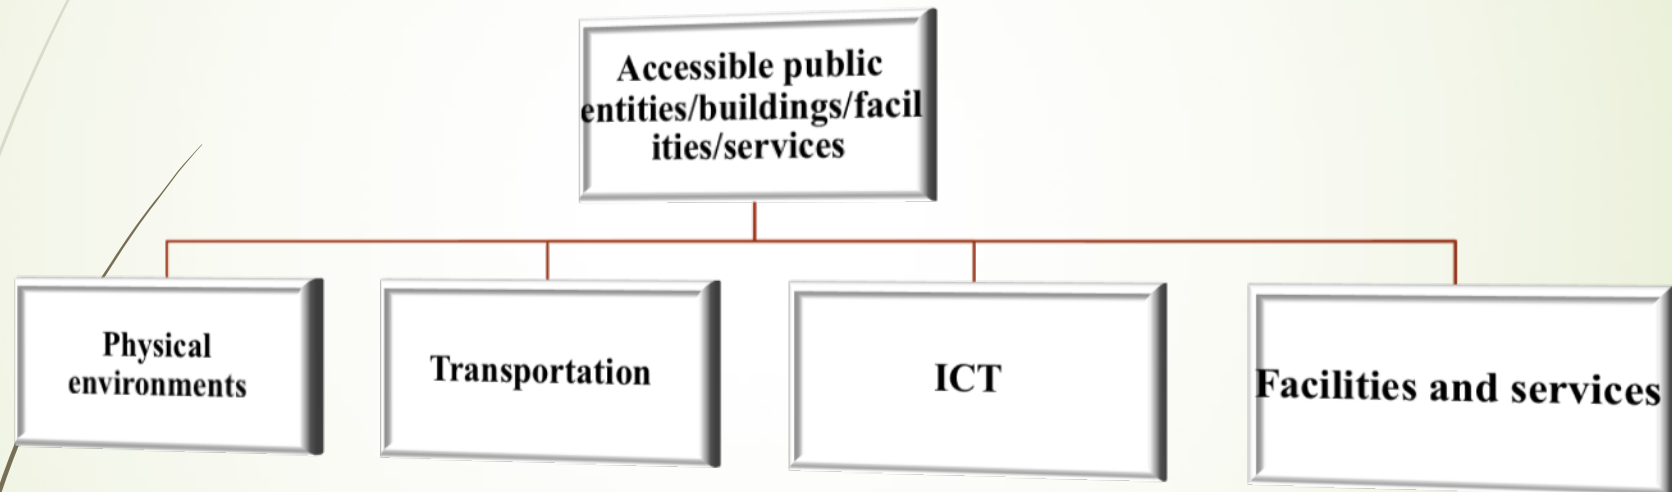 Accessible public
entities/buildings/facil
ities/services
Physical
environments
Transportation
ICT
Facilities and services